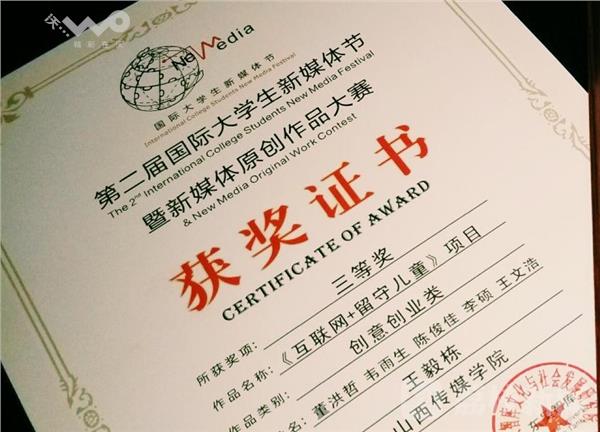 New Media
国际大学生新媒体节
International College Students New Media Festival
第二届国际大学生新媒体节
The 2nd International College Students New Media Festival
暨新媒体原创作品大赛
& New Media Original Work Contest
获奖证书
CERTIFICATE OF AWARD
所获奖项: 三等奖
作品名称: 《互联网+留守儿童》项目
作品类别: 创意创业类
董洪哲 韦雨生 陈俊佳 李硕 王文浩
王毅栋
山西传媒学院